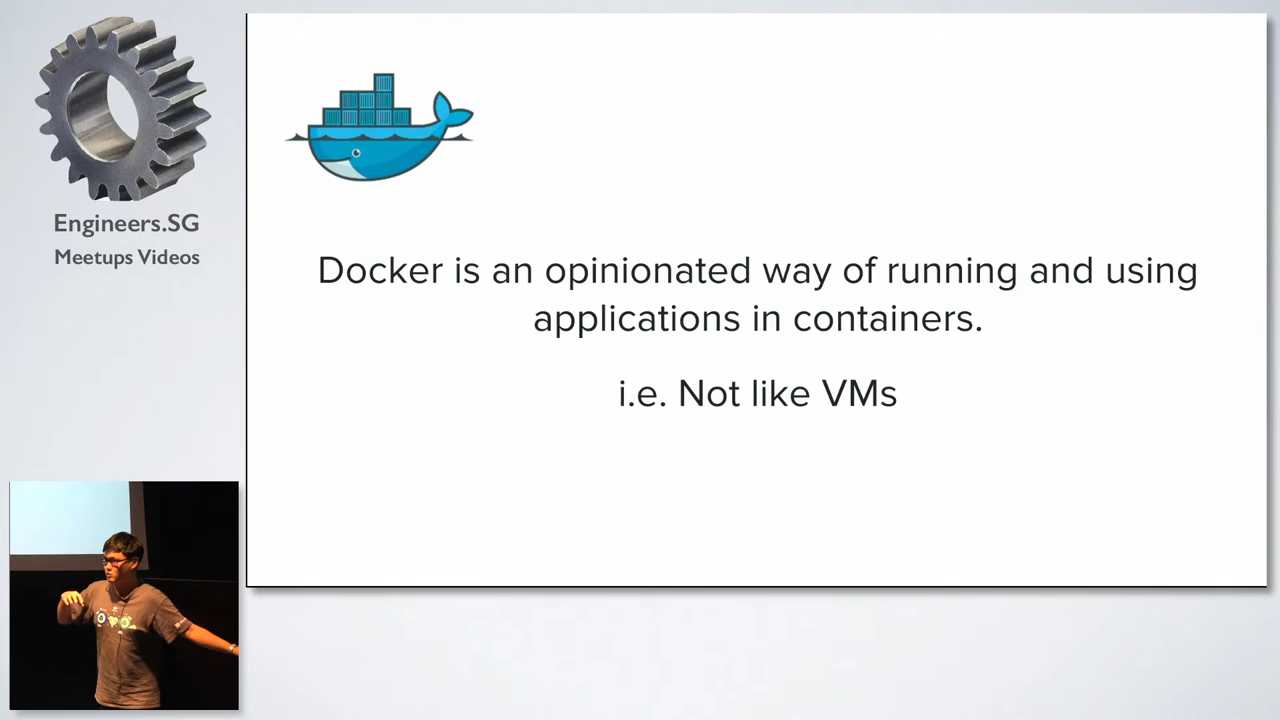 Engineers.SG
Meetups Videos
Docker is an opinionated way of running and using
applications in containers.
i.e. Not like VMs